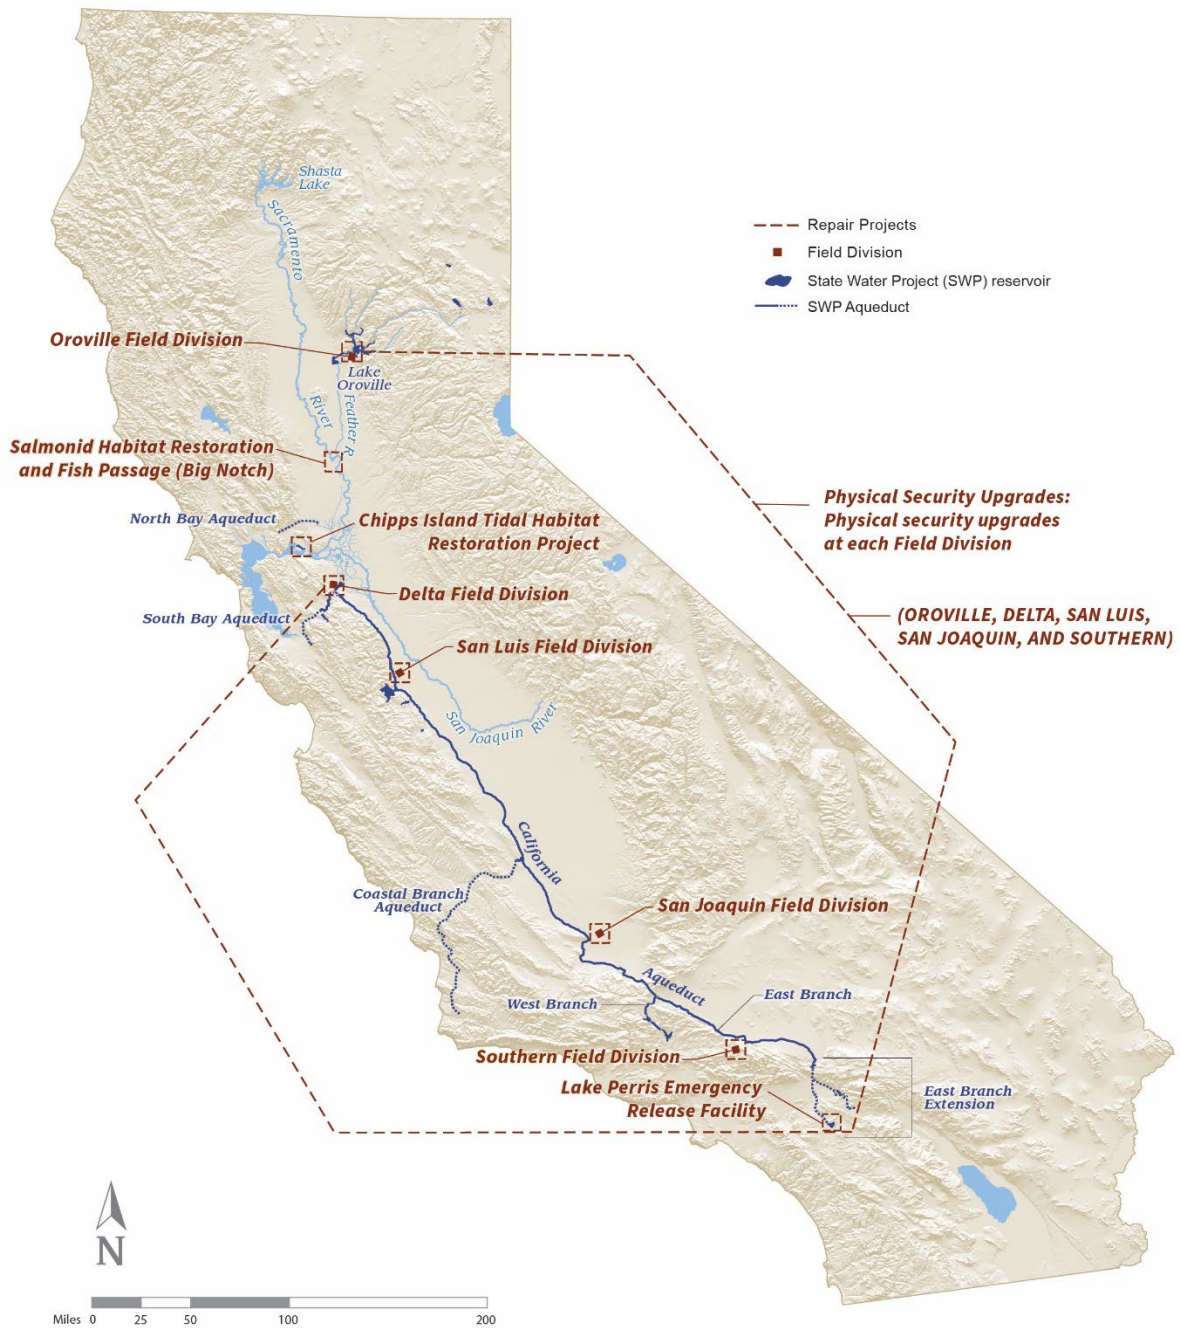 Shasta
Lake
Sacramento
River
Repair Projects
Field Division
State Water Project (SWP) reservoir
SWP Aqueduct
Oroville Field Division
Lake
Oroville
Feather R
Salmonid Habitat Restoration
and Fish Passage (Big Notch)
Physical Security Upgrades:
Physical security upgrades
at each Field Division
North Bay Aqueduct
Chipps Island Tidal Habitat
Restoration Project
Delta Field Division
South Bay Aqueduct
(OROVILLE, DELTA, SAN LUIS,
SAN JOAQUIN, AND SOUTHERN)
San Luis Field Division
San Joaquin River
California
Aqueduct
Coastal Branch
Aqueduct
San Joaquin Field Division
West Branch
East Branch
Southern Field Division
Lake Perris Emergency
Release Facility
East Branch
Extension
N
Miles 0 25 50 100 200